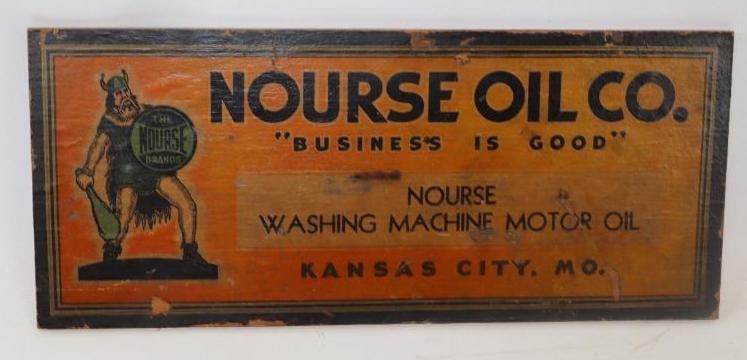 NOURSE OIL CO.
"BUSINESS IS GOOD"
THE
NOURSE
BRANDS
NOURSE
WASHING MACHINE MOTOR OIL
KANSAS CITY, MO.